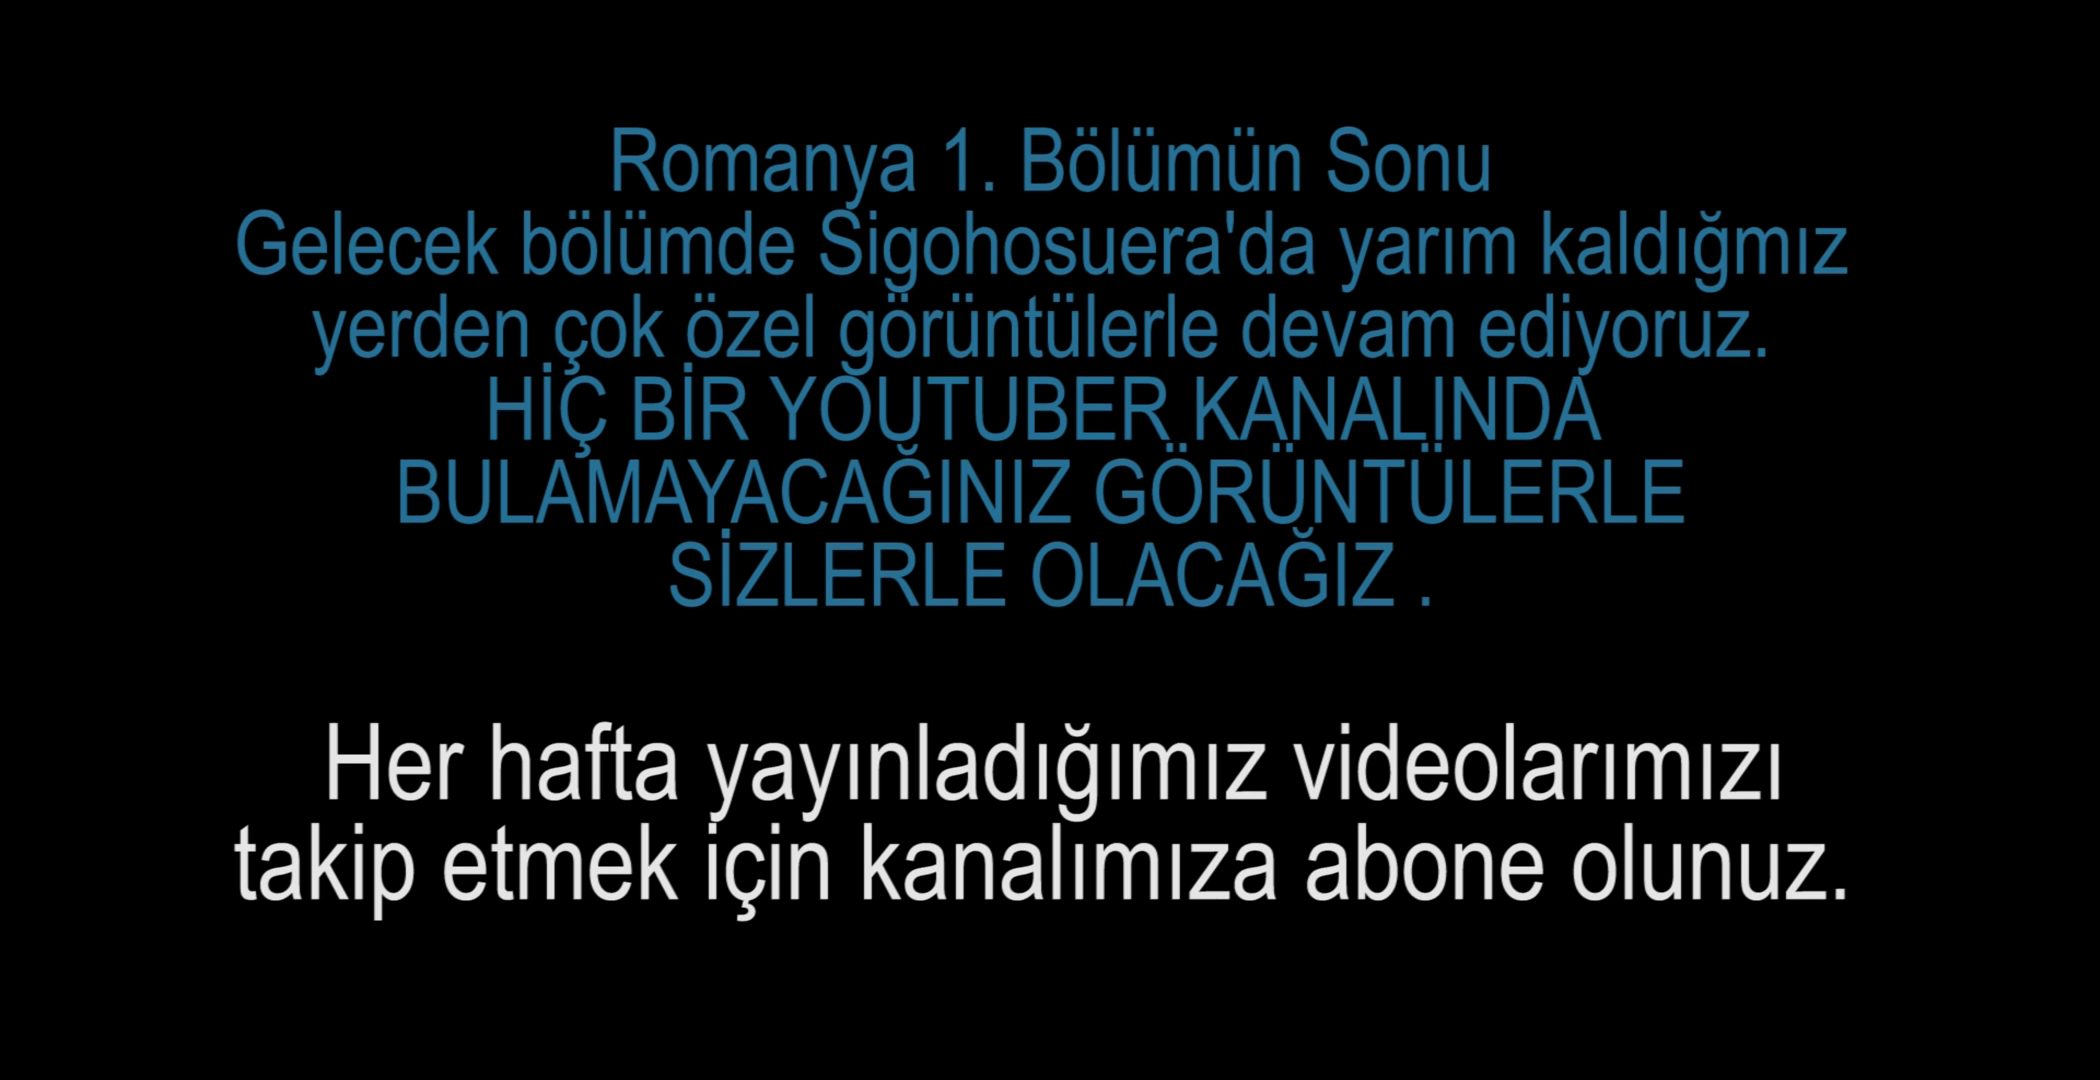 Romanya 1. Bölümün Sonu
Gelecek bölümde Sigohosuera'da yarım kaldığmız
yerden çok özel görüntülerle devam ediyoruz.
HİÇ BİR YOUTUBER KANALINDA
BULAMAYACAĞINIZ GÖRÜNTÜLERLE
SİZLERLE OLACAĞIZ .
Her hafta yayınladığımız videolarımızı
takip etmek için kanalımıza abone olunuz.